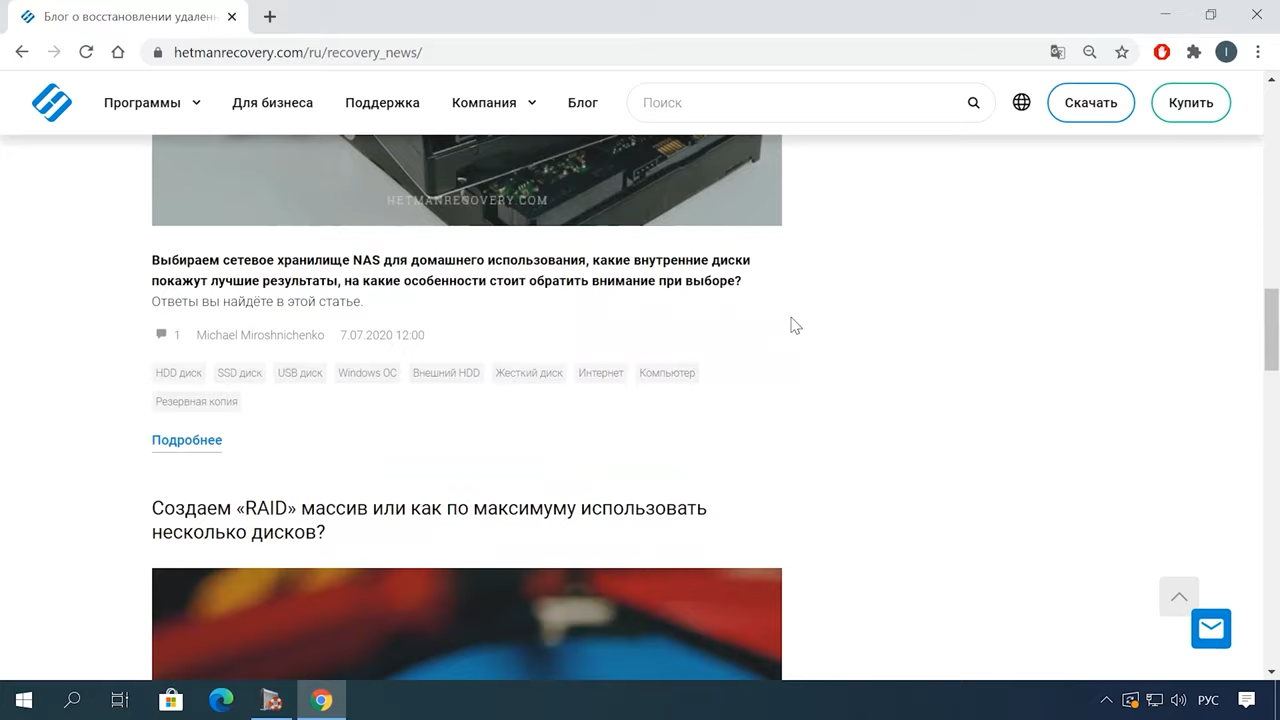 Блог о восстановлении удален
hetmanrecovery.com/ru/recovery_news/
I
Программы Для бизнеса Поддержка Компания Блог Поиск Скачать Купить
HETMANRECOVERY.COM
Выбираем сетевое хранилище NAS для домашнего использования, какие внутренние диски
покажут лучшие результаты, на какие особенности стоит обратить внимание при выборе?
Ответы вы найдёте в этой статье.
1 Michael Miroshnichenko 7.07.2020 12:00
HDD диск SSD диск USB диск Windows ОС Внешний HDD Жесткий диск Интернет Компьютер
Резервная копия
Подробнее
Создаем «RAID» массив или как по максимуму использовать
несколько дисков?
РУС